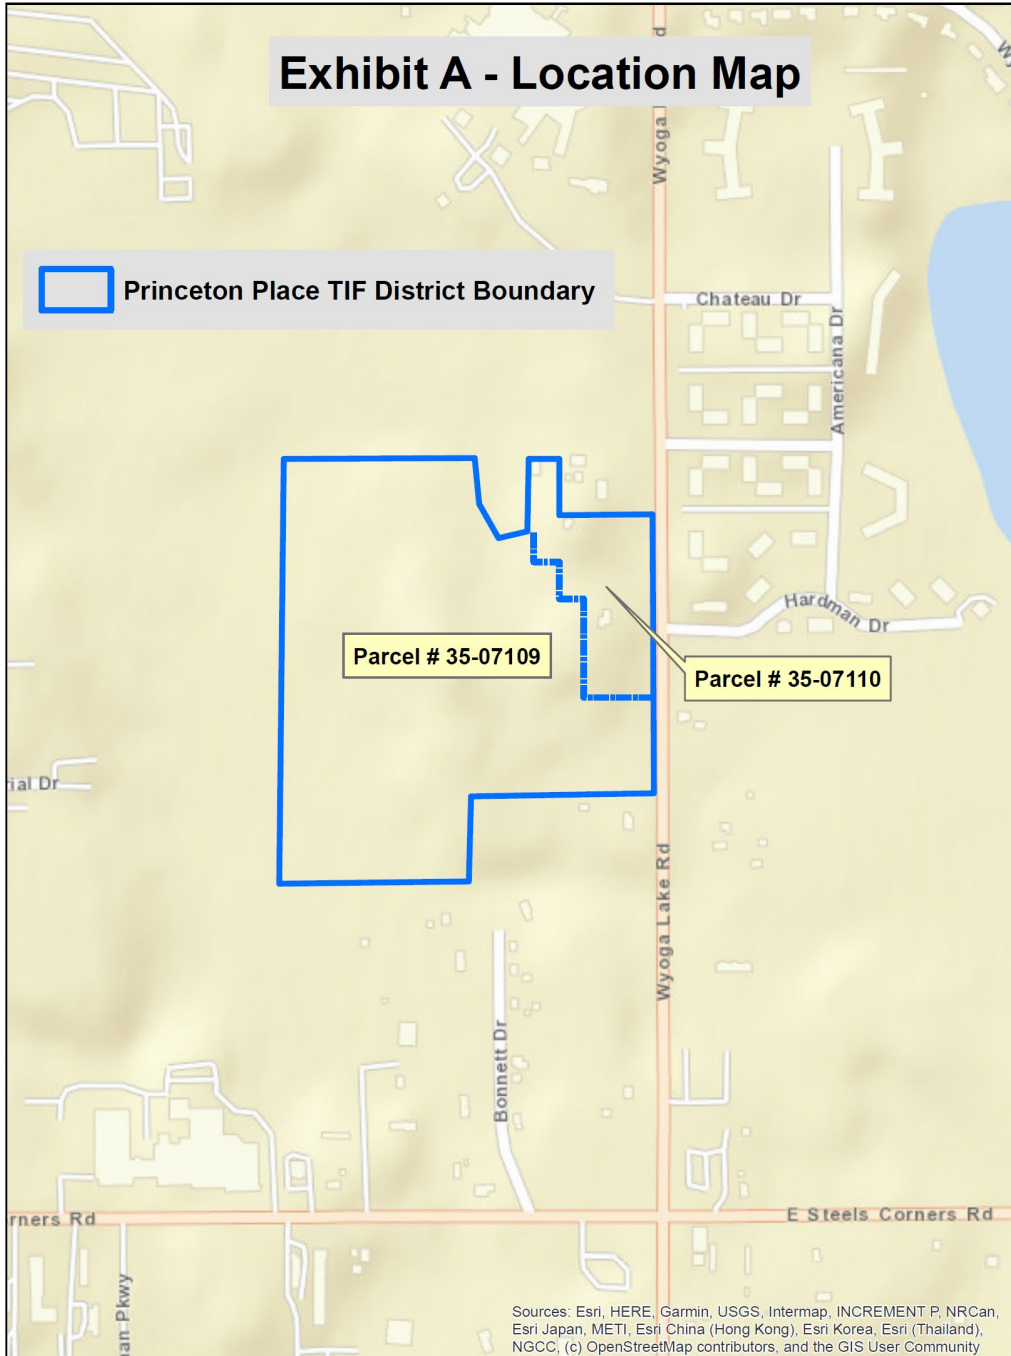 Exhibit A - Location Map
Wyoga
Princeton Place TIF District Boundary
Chateau Dr
Americana Dr
Hardman Dr
Parcel # 35-07109
Parcel # 35-07110
rial Dr
Wyoga Lake Rd
Bonnett Dr
rners Rd
E Steels Corners Rd
an Pkwy
Sources: Esri, HERE, Garmin, USGS, Intermap, INCREMENT P, NRCan,
Esri Japan, METI, Esri China (Hong Kong), Esri Korea, Esri (Thailand),
NGCC, (c) OpenStreetMap contributors, and the GIS User Community